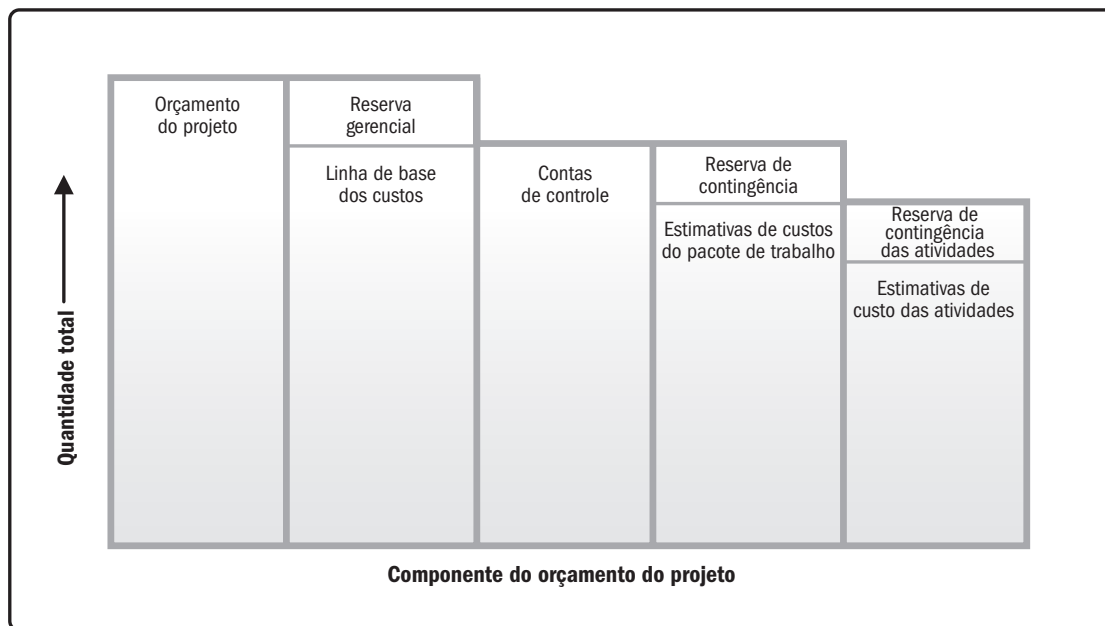 Orçamento
do projeto
Reserva
gerencial
Linha de base
dos custos
Contas
de controle
Reserva de
contingência
Estimativas de custos
do pacote de trabalho
Reserva de
contingência
das atividades
Estimativas de
custo das atividades
Quantidade total
Componente do orçamento do projeto